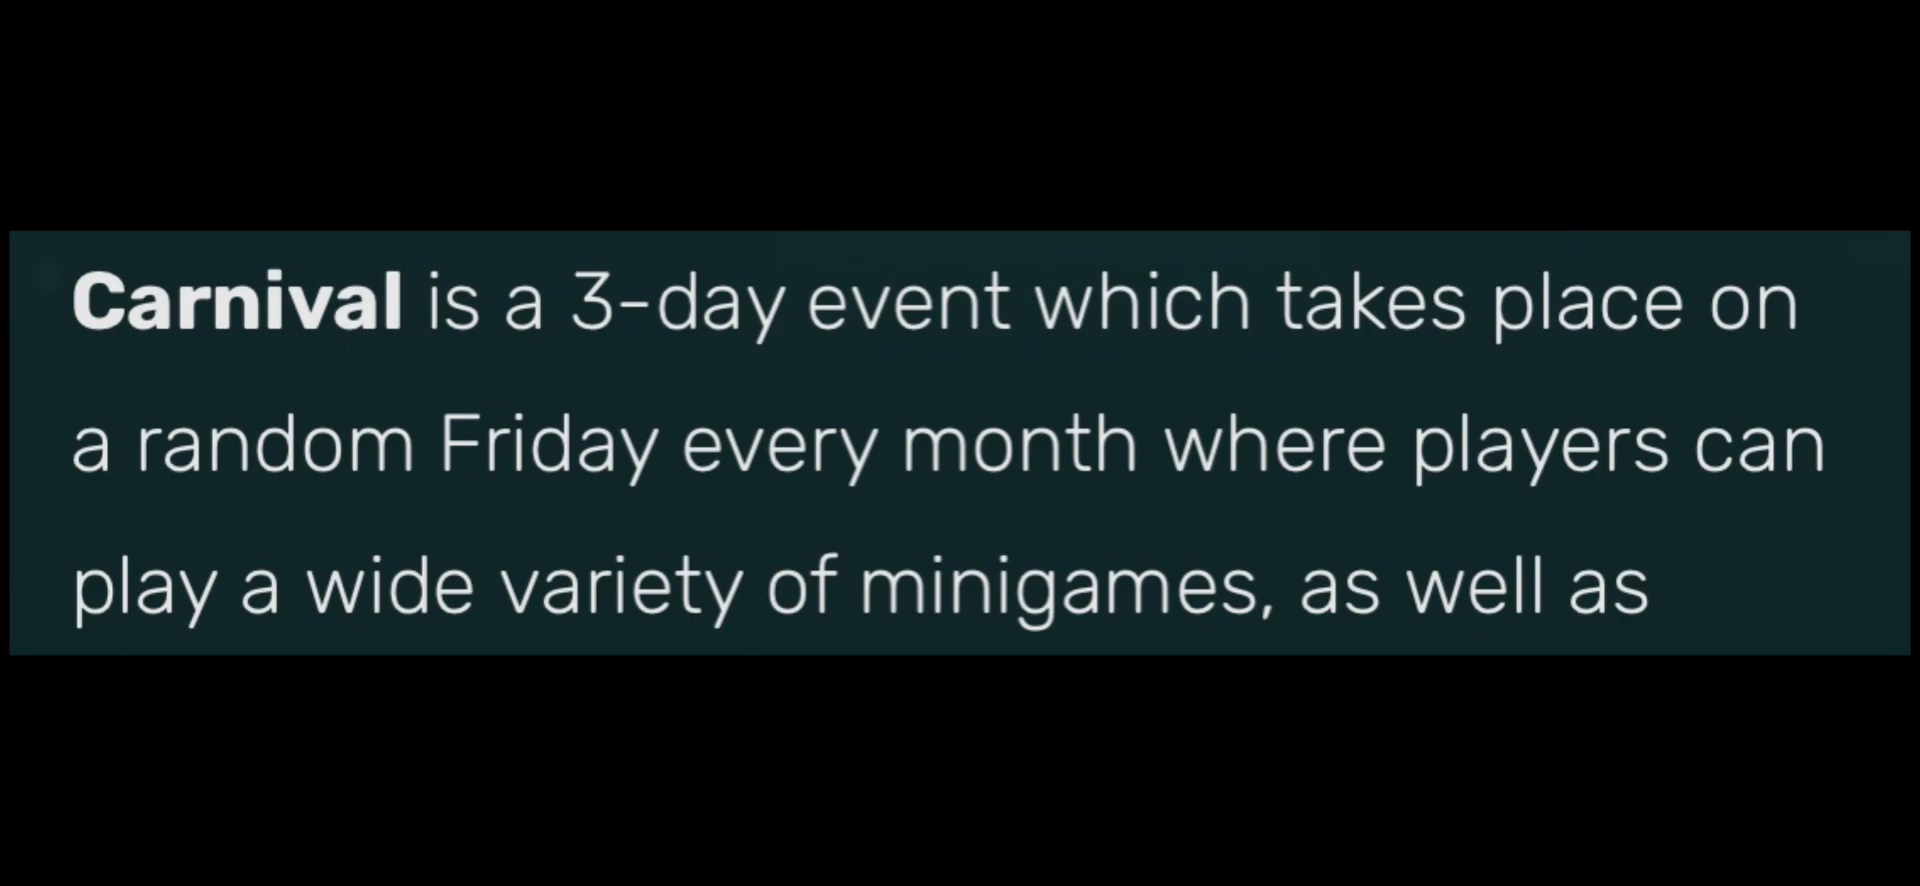 Carnival is a 3-day event which takes place on
a random Friday every month where players can
play a wide variety of minigames, as well as